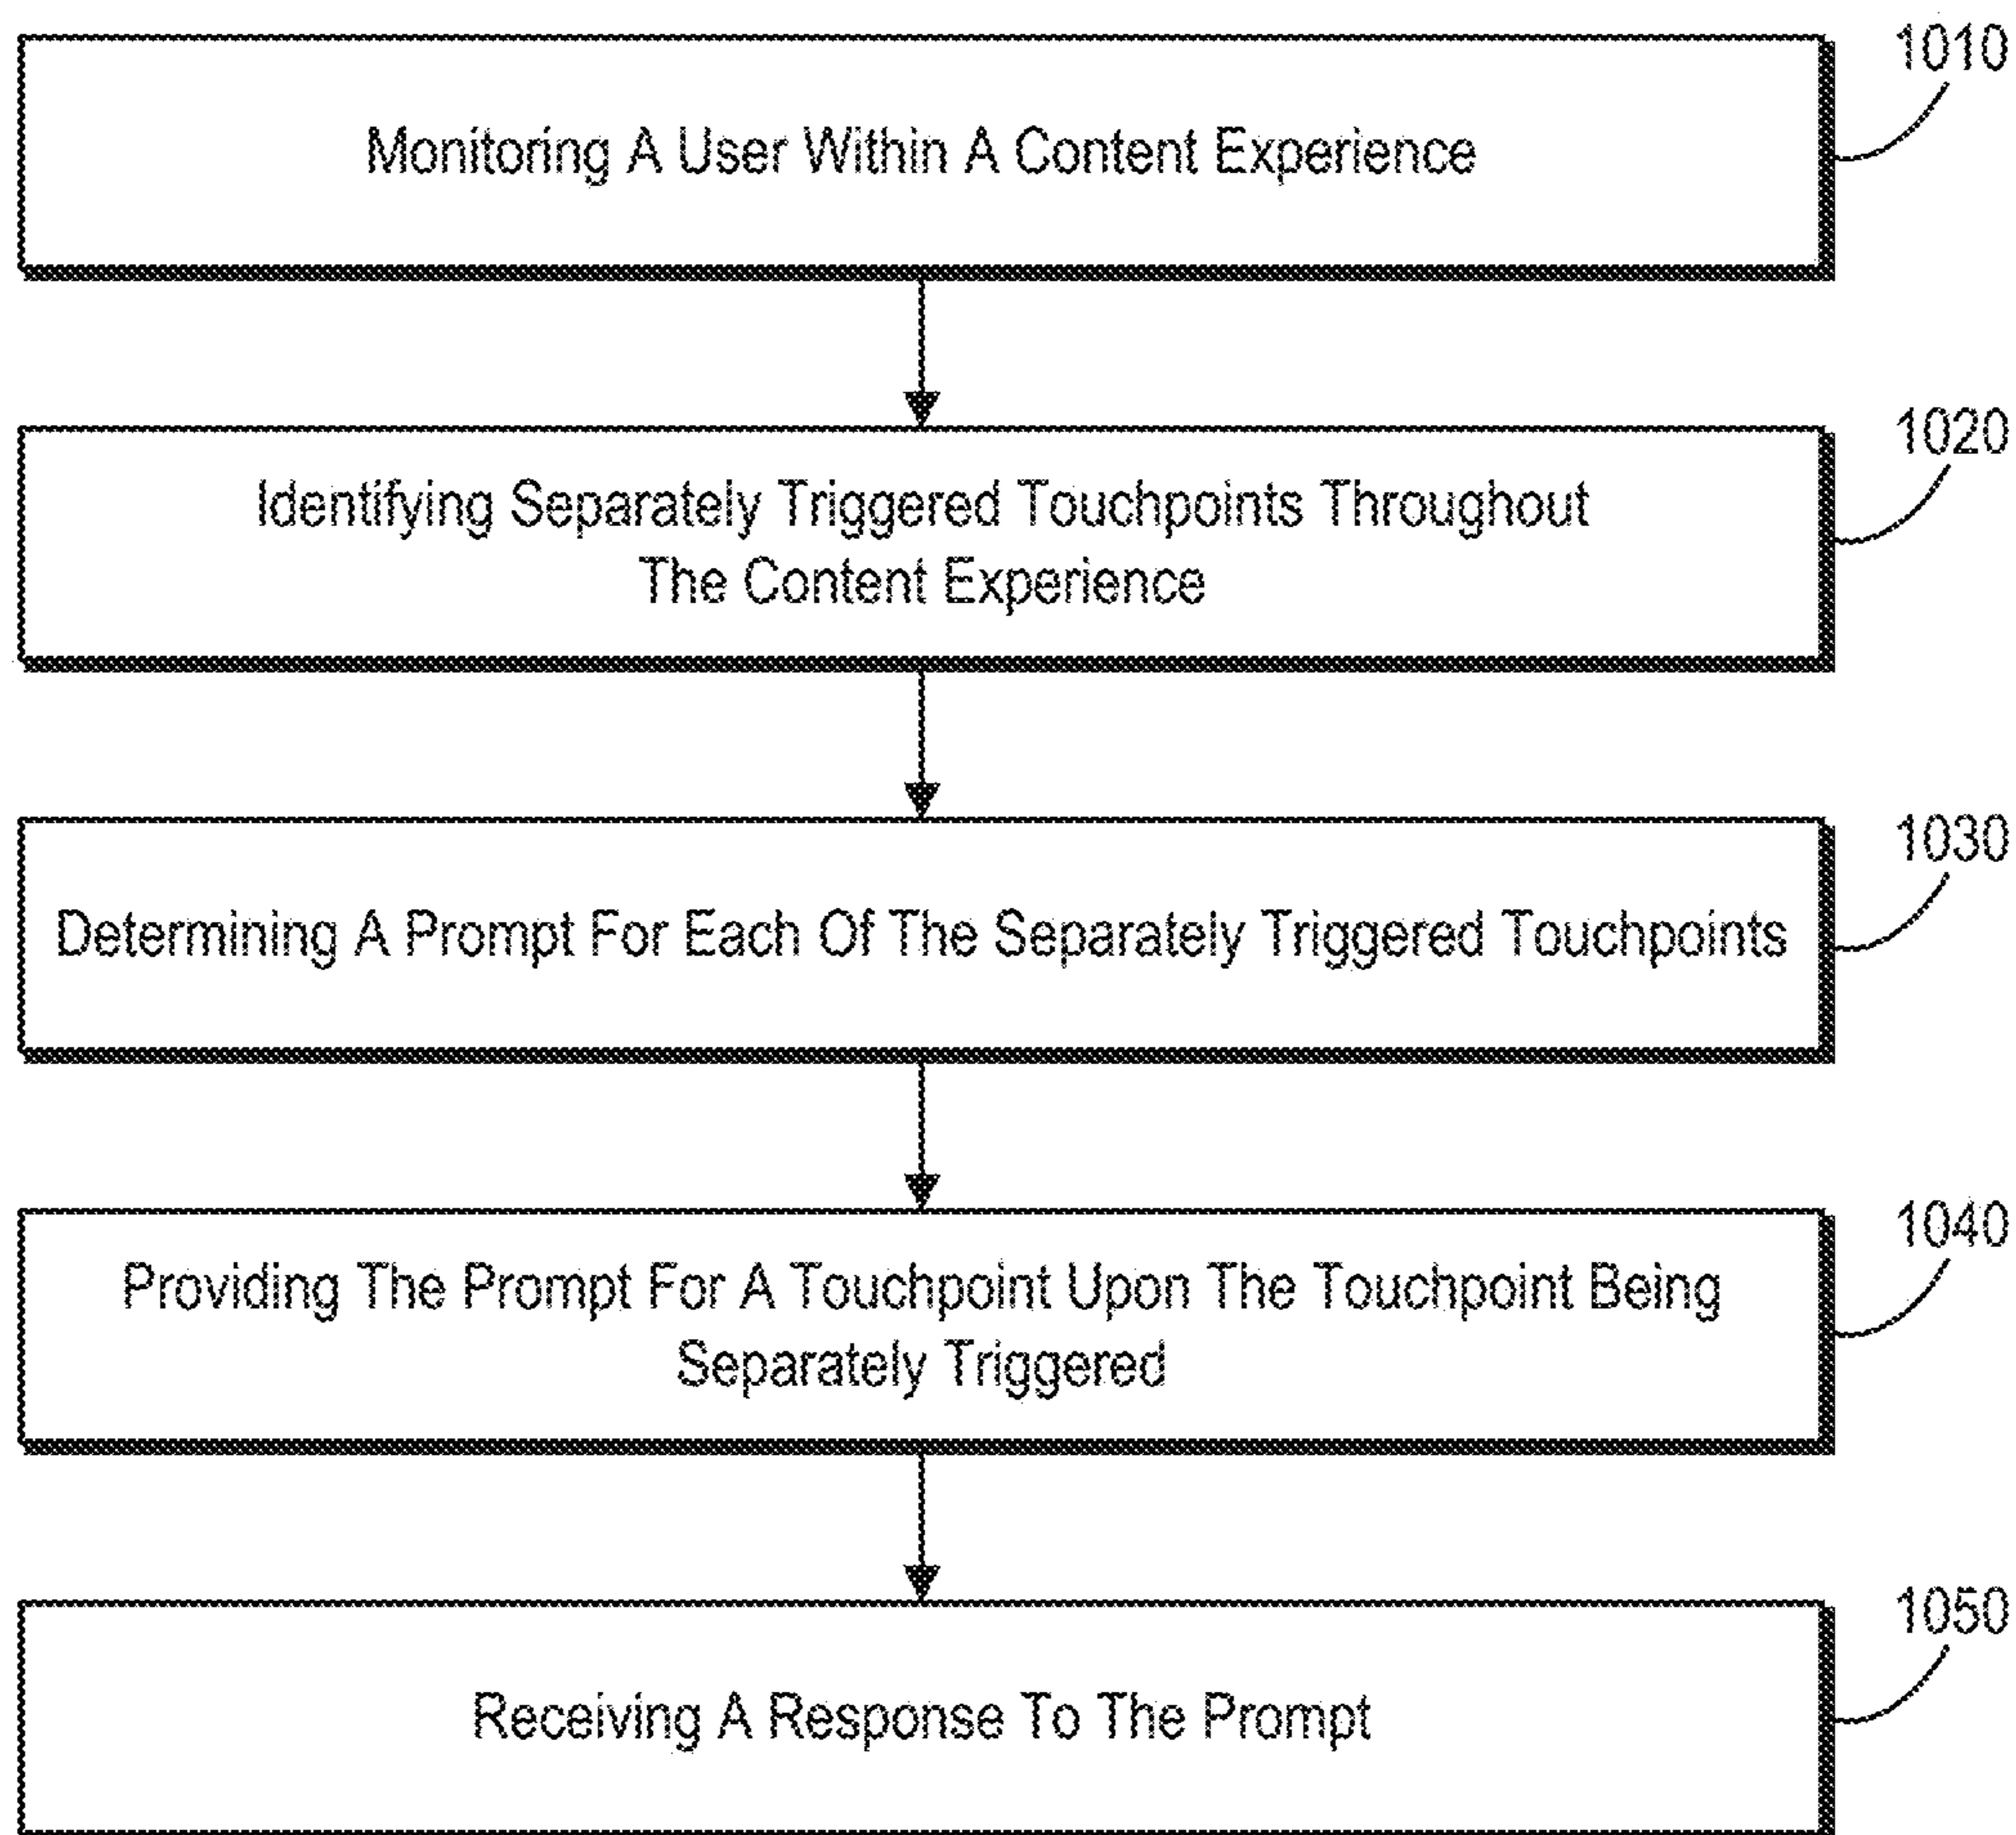 1010
Monitoring A User Within A Content Experience
1020
Identifying Separately Triggered Touchpoints Throughout
The Content Experience
1030
Determining A Prompt For Each Of The Separately Triggered Touchpoints
1040
Providing The Prompt For A Touchpoint Upon The Touchpoint Being
Separately Triggered
1050
Receiving A Response To The Prompt